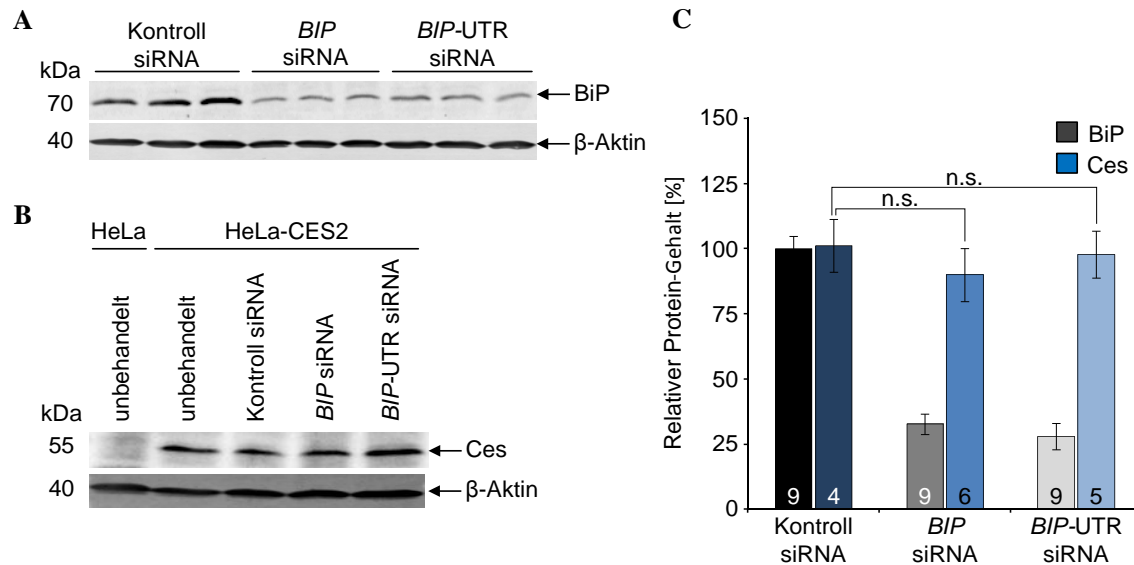 A
Kontroll
siRNA
BIP
siRNA
BIP-UTR
siRNA
kDa
70
BiP
40
β-Aktin
B
HeLa
HeLa-CES2
unbehandelt
unbehandelt
Kontroll siRNA
BIP siRNA
BIP-UTR siRNA
kDa
55
Ces
40
β-Aktin
C
BiP
Ces
Relativer Protein-Gehalt [%]
150
125
100
75
50
25
0
n.s.
n.s.
9
4
9
6
9
5
Kontroll
siRNA
BIP
siRNA
BIP-UTR
siRNA